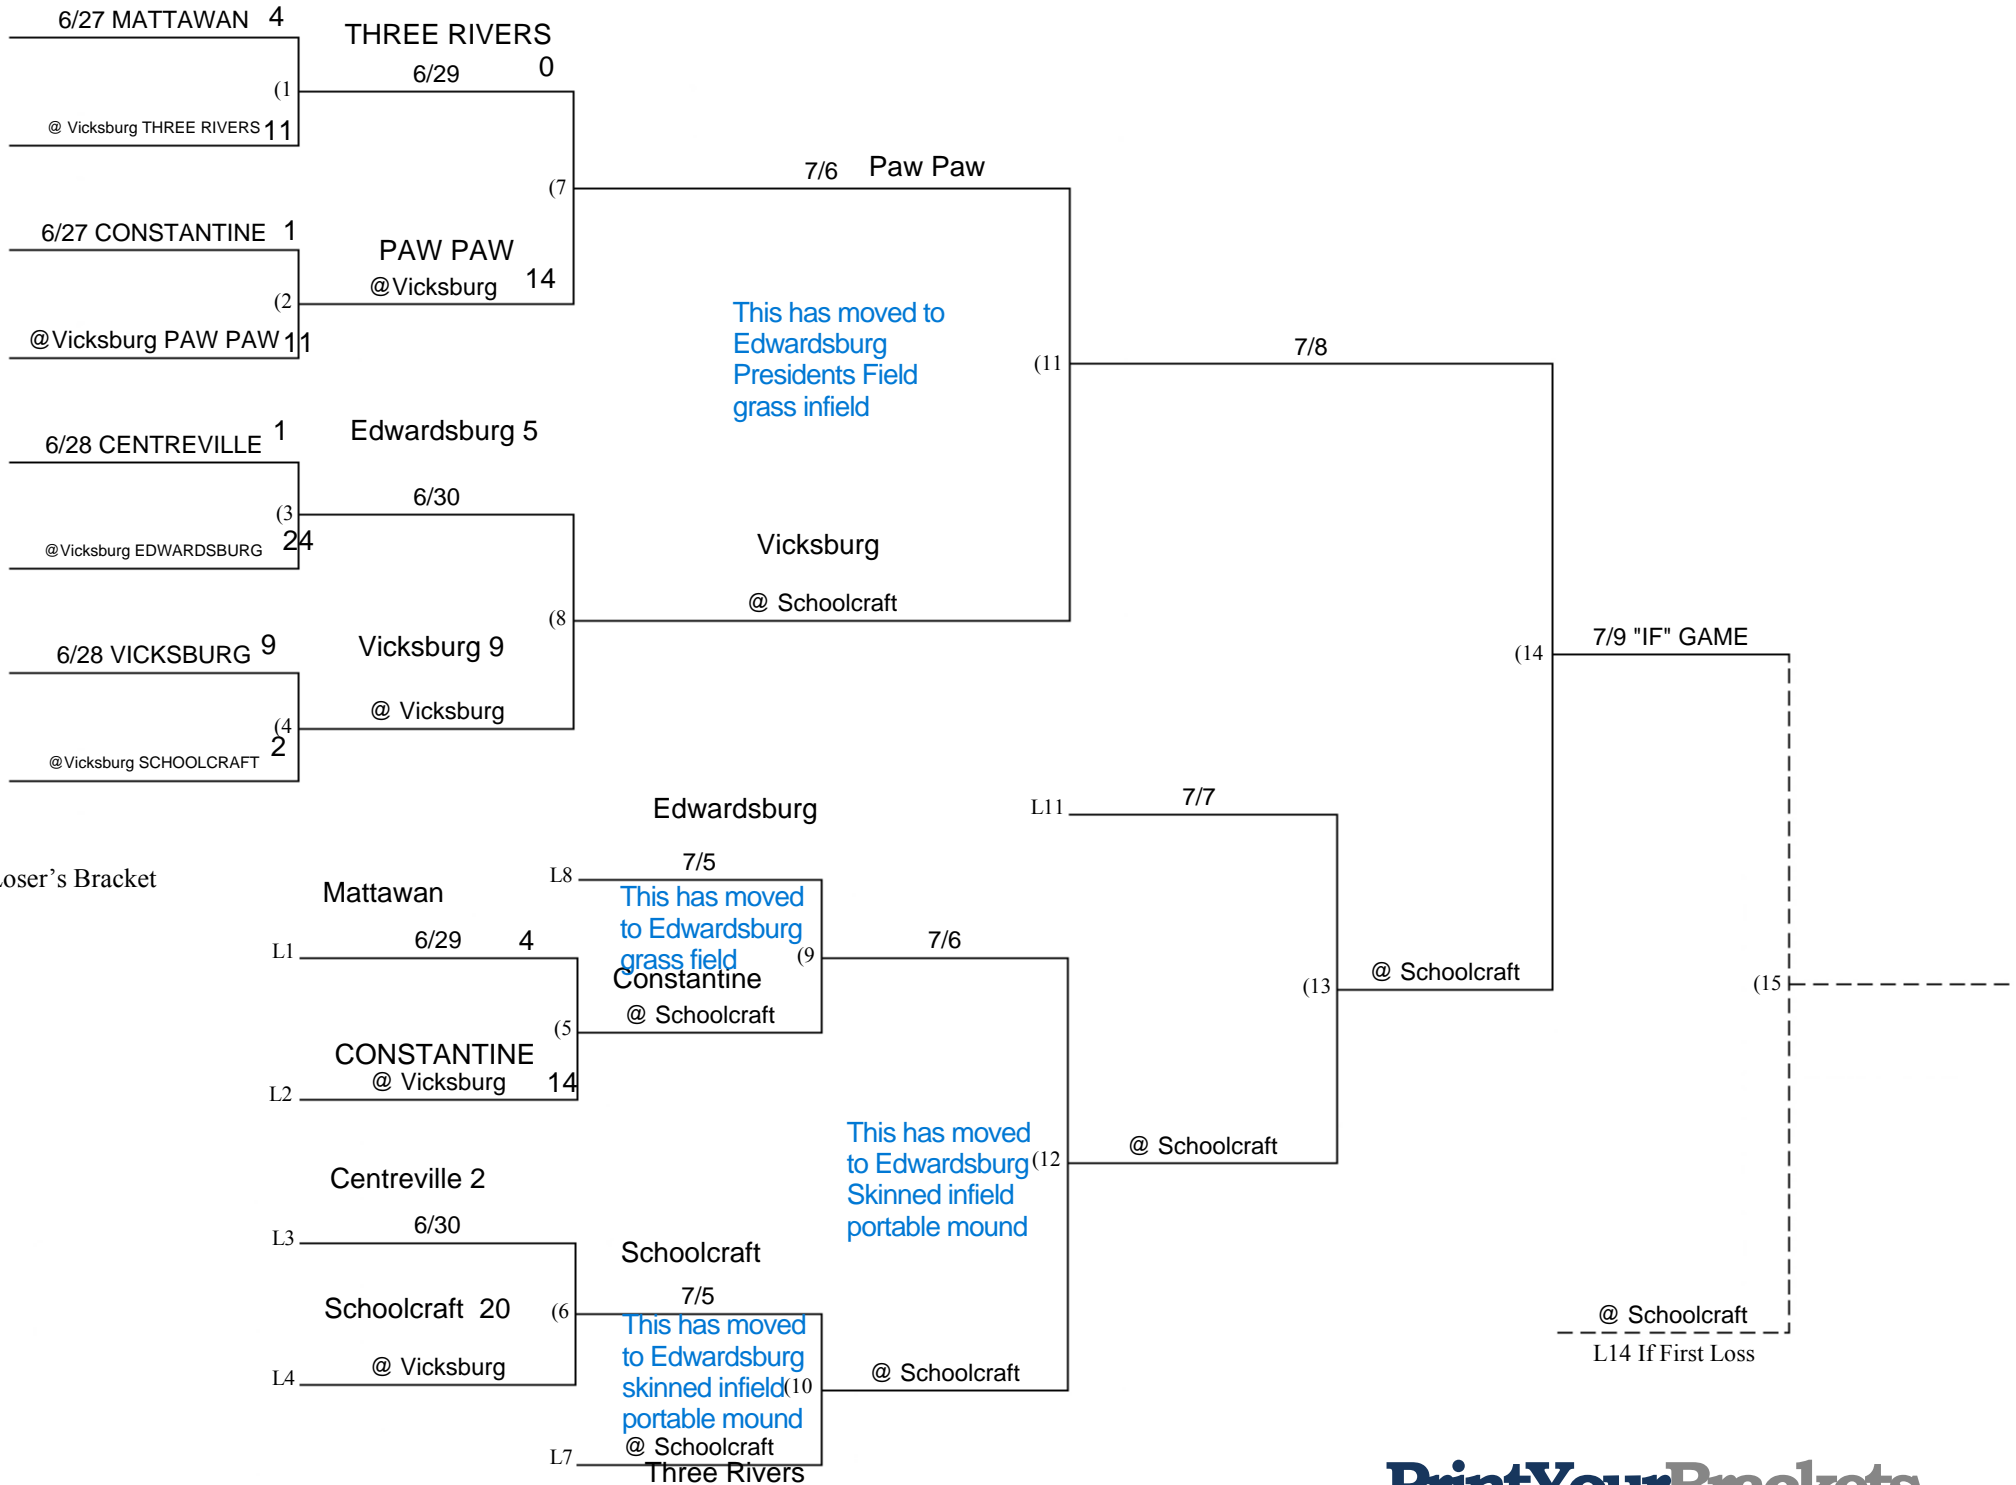 6/27 MATTAWAN 4
THREE RIVERS
6/29 0
(1
@ Vicksburg THREE RIVERS 11
7/6 Paw Paw
(7
6/27 CONSTANTINE 1
PAW PAW
@Vicksburg 14
(2
@Vicksburg PAW PAW 11
This has moved to
Edwardsburg
Presidents Field
grass infield
(11
7/8
6/28 CENTREVILLE 1
Edwardsburg 5
6/30
(3
@Vicksburg EDWARDSBURG 24
Vicksburg
@ Schoolcraft
(8
6/28 VICKSBURG 9
Vicksburg 9
@ Vicksburg
(4
@Vicksburg SCHOOLCRAFT 2
(14
7/9 "IF" GAME
Edwardsburg
L11
7/7
L8
7/5
oser's Bracket
Mattawan
This has moved
to Edwardsburg
grass field
L1
6/29 4
(9
7/6
Constantine
@ Schoolcraft
(5
CONSTANTINE
@ Vicksburg 14
L2
(13
@ Schoolcraft
(15
This has moved
to Edwardsburg
Skinned infield
portable mound
(12
@ Schoolcraft
Centreville 2
L3
6/30
Schoolcraft
7/5
Schoolcraft 20
(6
This has moved
to Edwardsburg
skinned infield
portable mound
(10
@ Schoolcraft
L4
@ Vicksburg
L7
@ Schoolcraft
Three Rivers
@ Schoolcraft
L14 If First Loss
PrintYourBrackets